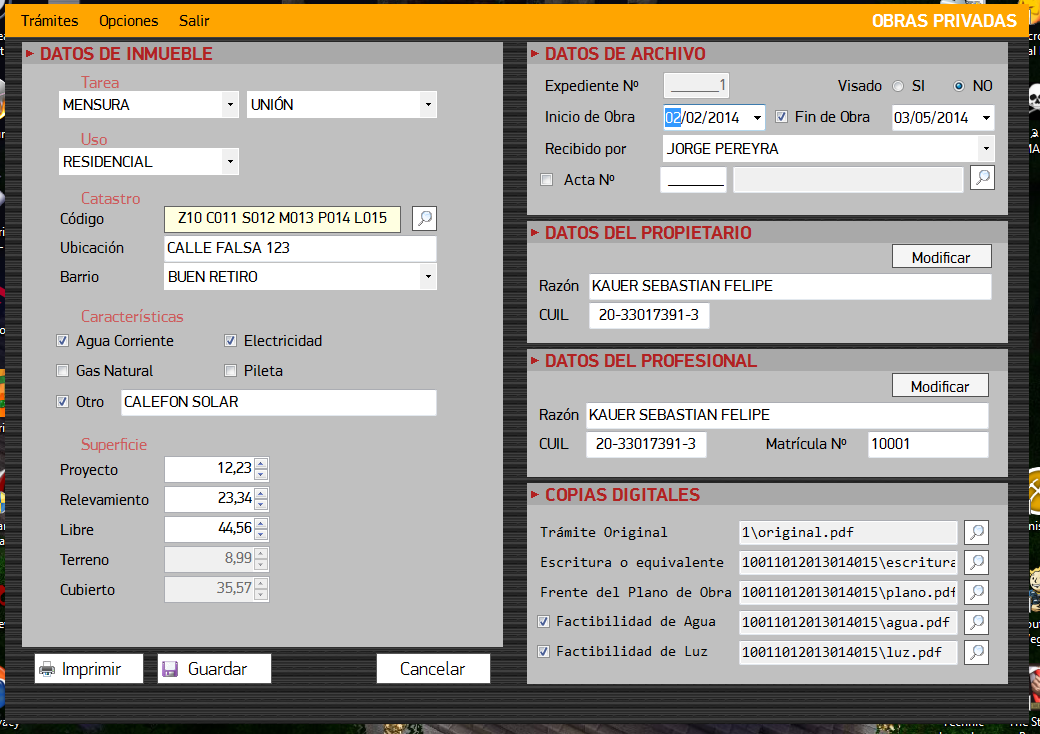 Trámites Opciones Salir OBRAS PRIVADAS
DATOS DE INMUEBLE
Tarea
MENSURA UNIÓN
Uso
RESIDENCIAL
Catastro
Código Z10 C011 S012 M013 P014 L015
Ubicación CALLE FALSA 123
Barrio BUEN RETIRO
Características
Agua Corriente Electricidad
Gas Natural Pileta
Otro CALEFON SOLAR
Superficie
Proyecto 12,23
Relevamiento 23,34
Libre 44,56
Terreno 8,99
Cubierto 35,57
Imprimir Guardar Cancelar
DATOS DE ARCHIVO
Expediente Nº _____1 Visado SI NO
Inicio de Obra 02/02/2014 Fin de Obra 03/05/2014
Recibido por JORGE PEREYRA
Acta Nº ______
DATOS DEL PROPIETARIO
Modificar
Razón KAUER SEBASTIAN FELIPE
CUIL 20-33017391-3
DATOS DEL PROFESIONAL
Modificar
Razón KAUER SEBASTIAN FELIPE
CUIL 20-33017391-3 Matrícula Nº 10001
COPIAS DIGITALES
Trámite Original 1\original.pdf
Escritura o equivalente 10011012013014015\escritura
Frente del Plano de Obra 10011012013014015\plano.pdf
Factibilidad de Agua 10011012013014015\agua.pdf
Factibilidad de Luz 10011012013014015\luz.pdf